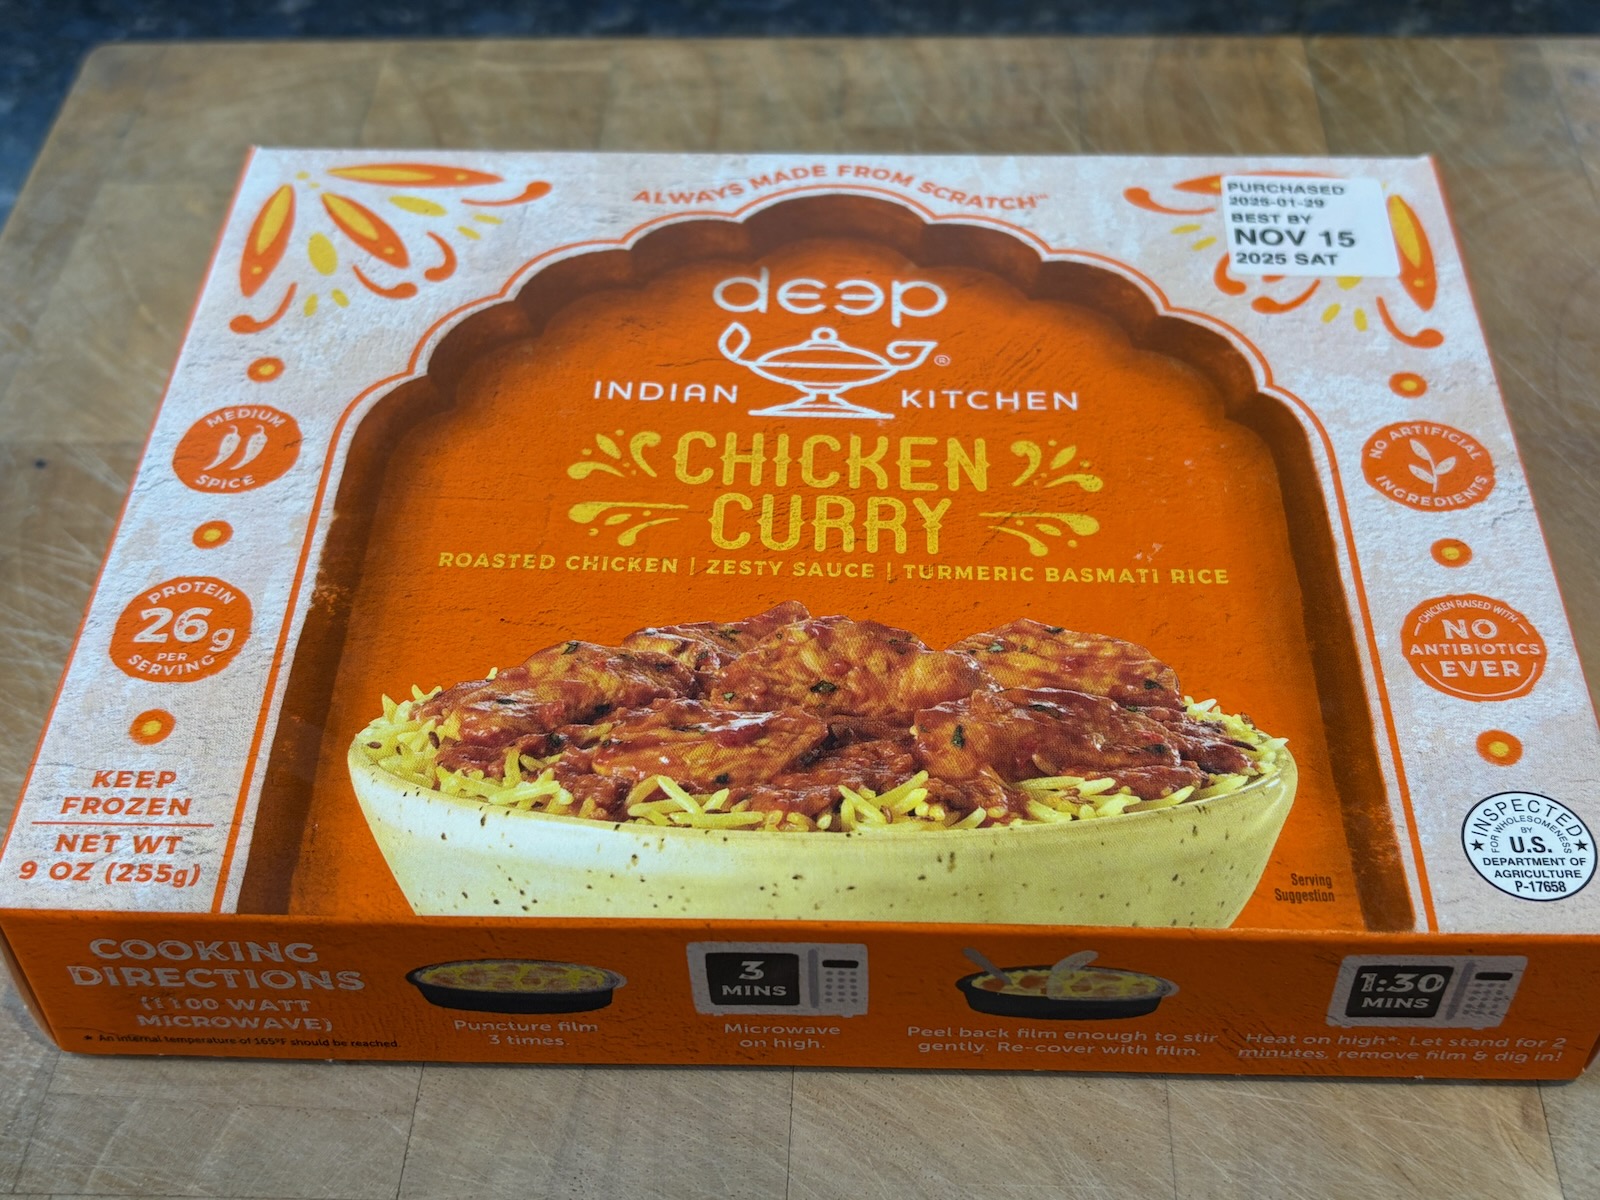 ALWAYS MADE FROM SCRATCH™
PURCHASED
2025-01-29
BEST BY
NOV 15
2025 SAT
deep
®
INDIAN KITCHEN
CHICKEN
CURRY
ROASTED CHICKEN | ZESTY SAUCE | TURMERIC BASMATI RICE
MEDIUM
SPICE
PROTEIN
26g
PER
SERVING
KEEP
FROZEN
NET WT
9 OZ (255g)
NO ARTIFICIAL
INGREDIENTS
CHICKEN RAISED WITH
NO
ANTIBIOTICS
EVER
INSPECTED
FOR WHOLESOMENESS
BY
U.S.
DEPARTMENT OF
AGRICULTURE
P-17658
Serving
Suggestion
COOKING
DIRECTIONS
(1100 WATT
MICROWAVE)
* An internal temperature of 165°F should be reached.
Puncture film
3 times.
3
MINS
Microwave
on high.
Peel back film enough to stir
gently. Re-cover with film.
1:30
MINS
Heat on high*. Let stand for 2
minutes, remove film & dig in!